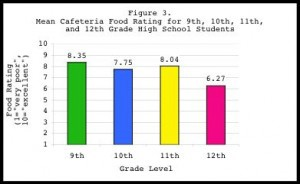 Figure 3.
Mean Cafeteria Food Rating for 9th, 10th, 11th,
and 12th Grade High School Students
Food Rating
(1="very poor",
10="excellent")
10
9
8
7
6
5
4
3
2
1
8.35
7.75
8.04
6.27
9th
10th
11th
12th
Grade Level